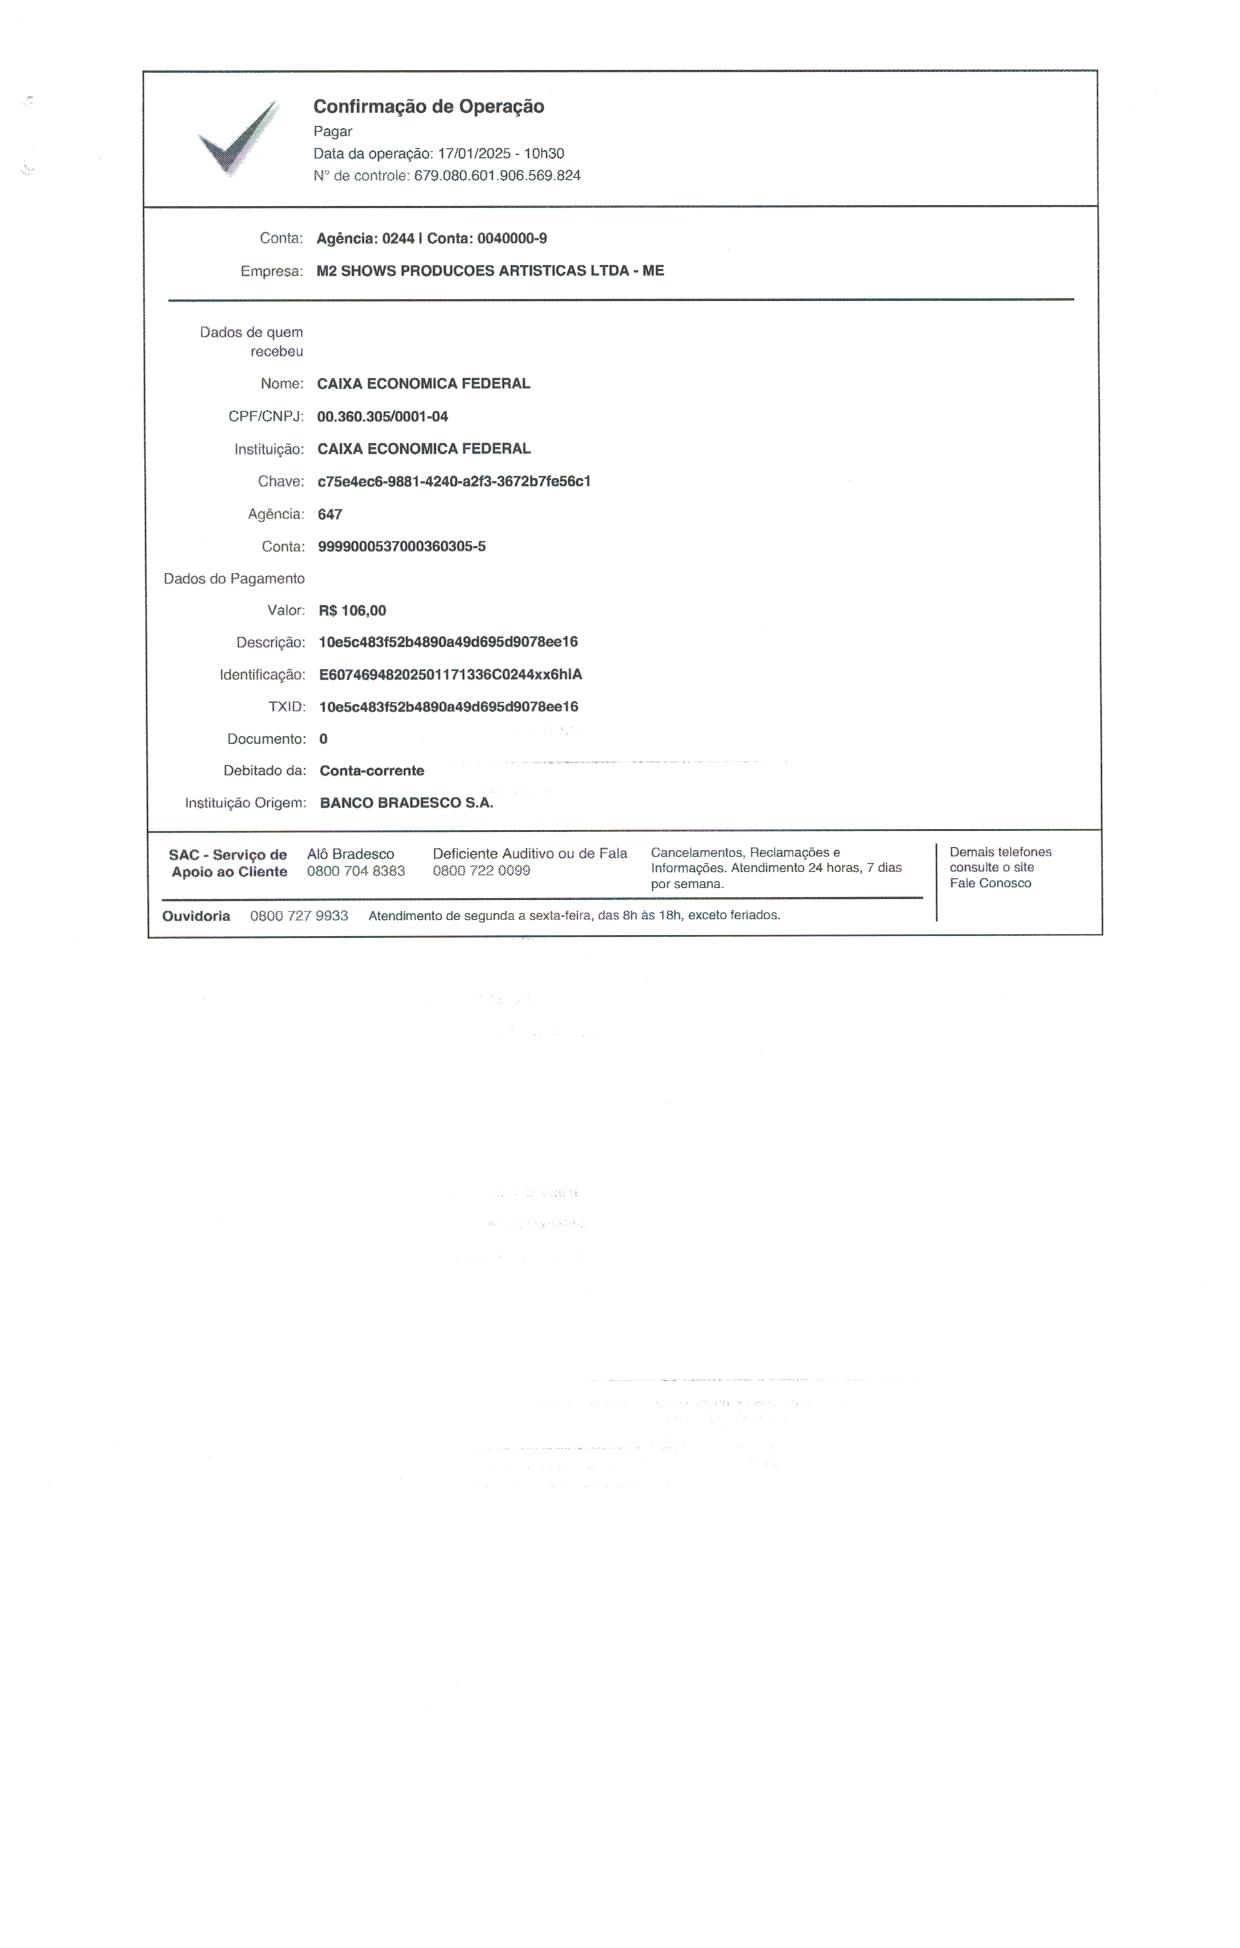 Confirmação de Operação
Pagar
Data da operação: 17/01/2025 - 10h30
N° de controle: 679.080.601.906.569.824
Conta: Agência: 0244 | Conta: 0040000-9
Empresa: M2 SHOWS PRODUCOES ARTISTICAS LTDA - ME
Dados de quem
recebeu
Nome: CAIXA ECONOMICA FEDERAL
CPF/CNPJ: 00.360.305/0001-04
Instituição: CAIXA ECONOMICA FEDERAL
Chave: c75e4ec6-9881-4240-a2f3-3672b7fe56c1
Agência: 647
Conta: 9999000537000360305-5
Dados do Pagamento
Valor: R$ 106,00
Descrição: 10e5c483f52b4890a49d695d9078ee16
Identificação: E60746948202501171336C0244xx6hIA
TXID: 10e5c483f52b4890a49d695d9078ee16
Documento: 0
Debitado da: Conta-corrente
Instituição Origem: BANCO BRADESCO S.A.
SAC - Serviço de
Apoio ao Cliente
Alô Bradesco
0800 704 8383
Deficiente Auditivo ou de Fala
0800 722 0099
Cancelamentos, Reclamações e
Informações. Atendimento 24 horas, 7 dias
por semana.
Demais telefones
consulte o site
Fale Conosco
Ouvidoria 0800 727 9933 Atendimento de segunda a sexta-feira, das 8h às 18h, exceto feriados.